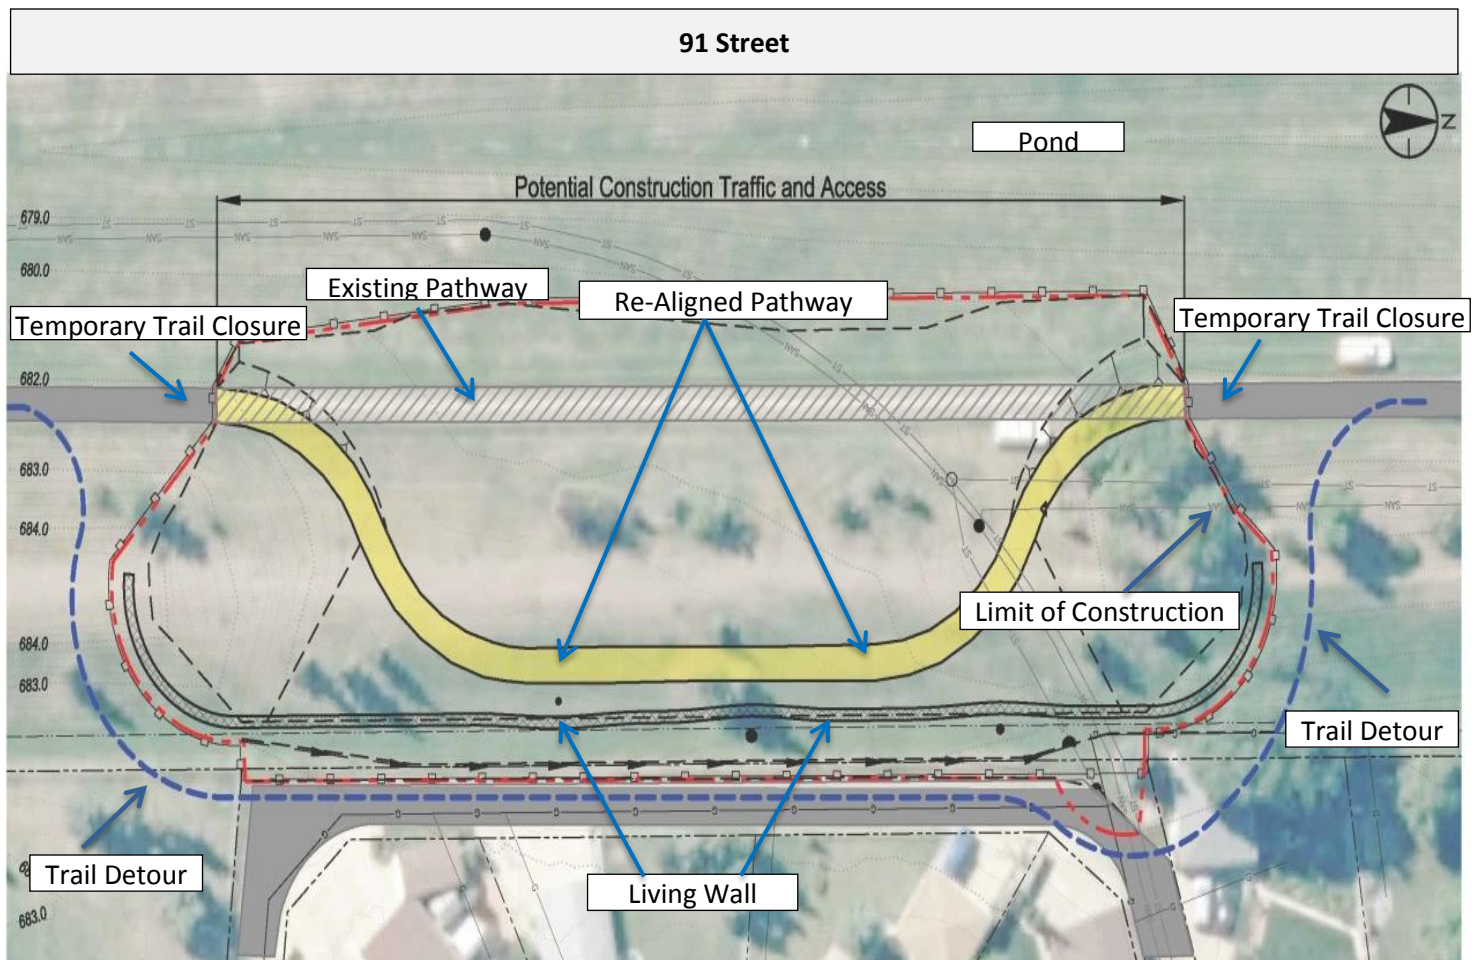 91 Street
Pond
N
Potential Construction Traffic and Access
679.0
680.0
Existing Pathway
Re-Aligned Pathway
Temporary Trail Closure
Temporary Trail Closure
682.0
683.0
684.0
Limit of Construction
684.0
683.0
Trail Detour
Trail Detour
Living Wall
683.0